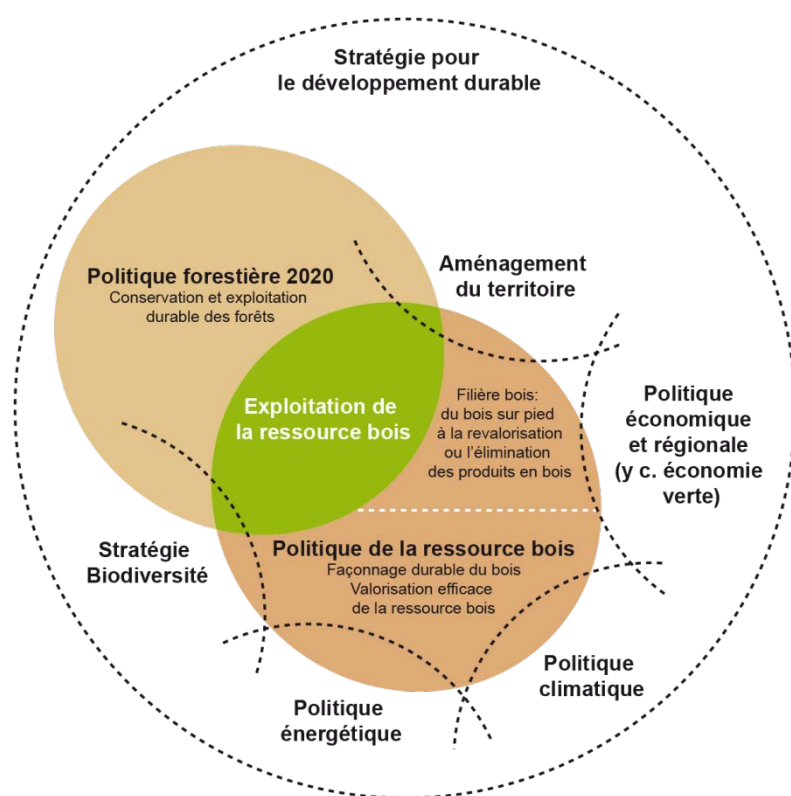 Stratégie pour
le développement durable
Politique forestière 2020
Conservation et exploitation
durable des forêts
Aménagement
du territoire
Exploitation de
la ressource bois
Filière bois:
du bois sur pied
à la revalorisation
ou l'élimination
des produits en bois
Politique
économique
et régionale
(y c. économie
verte)
Stratégie
Biodiversité
Politique de la ressource bois
Façonnage durable du bois
Valorisation efficace
de la ressource bois
Politique
climatique
Politique
énergétique